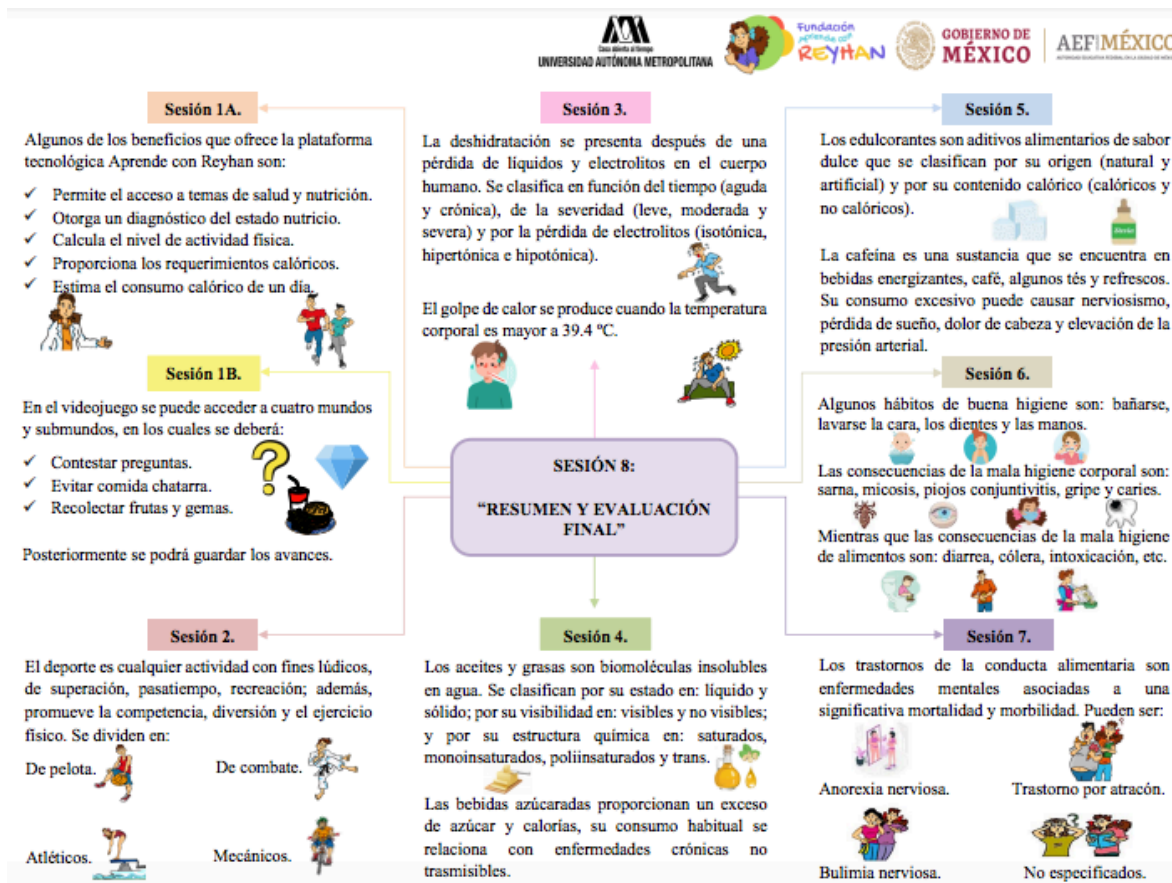 Casa abierta al tiempo
UNIVERSIDAD AUTÓNOMA METROPOLITANA
Fundación
Aprende con
REYHAN
GOBIERNO DE
MÉXICO
AEF MÉXICO
Sesión 1A.
Algunos de los beneficios que ofrece la plataforma
tecnológica Aprende con Reyhan son:
✓ Permite el acceso a temas de salud y nutrición.
✓ Otorga un diagnóstico del estado nutricio.
✓ Calcula el nivel de actividad física.
✓ Proporciona los requerimientos calóricos.
✓ Estima el consumo calórico de un día.
Sesión 1B.
En el videojuego se puede acceder a cuatro mundos
y submundos, en los cuales se deberá:
✓ Contestar preguntas.
✓ Evitar comida chatarra.
✓ Recolectar frutas y gemas.
Posteriormente se podrá guardar los avances.
Sesión 2.
El deporte es cualquier actividad con fines lúdicos,
de superación, pasatiempo, recreación; además,
promueve la competencia, diversión y el ejercicio
físico. Se dividen en:
De pelota.
De combate.
Atléticos.
Mecánicos.
Sesión 3.
La deshidratación se presenta después de una
pérdida de líquidos y electrolitos en el cuerpo
humano. Se clasifica en función del tiempo (aguda
y crónica), de la severidad (leve, moderada y
severa) y por la pérdida de electrolitos (isotónica,
hipertónica e hipotónica).
El golpe de calor se produce cuando la temperatura
corporal es mayor a 39.4 ºC.
SESIÓN 8:
“RESUMEN Y EVALUACIÓN
FINAL”
Sesión 4.
Los aceites y grasas son biomoléculas insolubles
en agua. Se clasifican por su estado en: líquido y
sólido; por su visibilidad en: visibles y no visibles;
y por su estructura química en: saturados,
monoinsaturados, poliinsaturados y trans.
Las bebidas azúcaradas proporcionan un exceso
de azúcar y calorías, su consumo habitual se
relaciona con enfermedades crónicas no
trasmisibles.
Sesión 5.
Los edulcorantes son aditivos alimentarios de sabor
dulce que se clasifican por su origen (natural y
artificial) y por su contenido calórico (calóricos y
no calóricos).
Stevia
La cafeína es una sustancia que se encuentra en
bebidas energizantes, café, algunos tés y refrescos.
Su consumo excesivo puede causar nerviosismo,
pérdida de sueño, dolor de cabeza y elevación de la
presión arterial.
Sesión 6.
Algunos hábitos de buena higiene son: bañarse,
lavarse la cara, los dientes y las manos.
Las consecuencias de la mala higiene corporal son:
sarna, micosis, piojos conjuntivitis, gripe y caries.
Mientras que las consecuencias de la mala higiene
de alimentos son: diarrea, cólera, intoxicación, etc.
Sesión 7.
Los trastornos de la conducta alimentaria son
enfermedades mentales asociadas a una
significativa mortalidad y morbilidad. Pueden ser:
Anorexia nerviosa.
Trastorno por atracón.
Bulimia nerviosa.
No especificados.